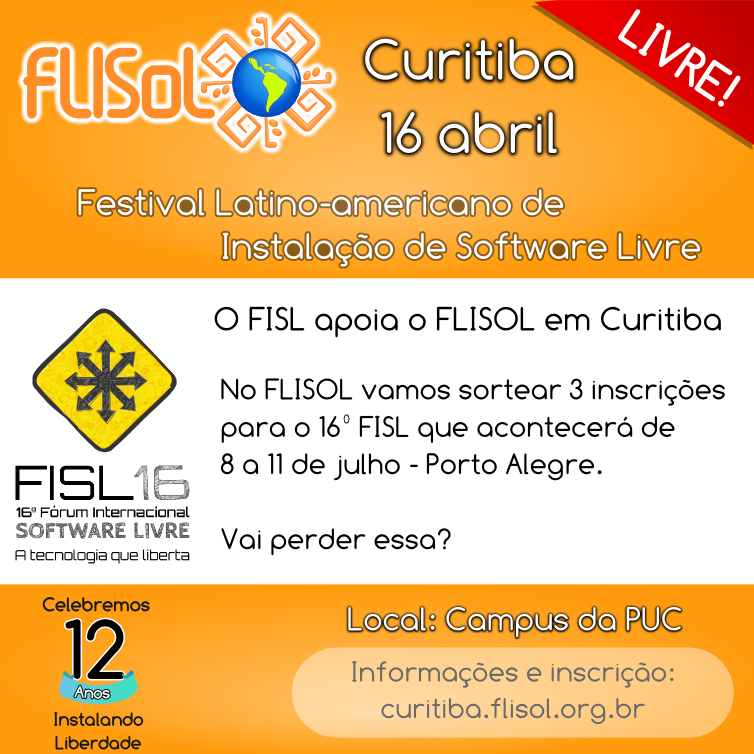 FLISoL
Curitiba
16 abril
LIVRE!
Festival Latino-americano de
Instalação de Software Livre
O FISL apoia o FLISOL em Curitiba
No FLISOL vamos sortear 3 inscrições
para o 16º FISL que acontecerá de
8 a 11 de julho - Porto Alegre.
Vai perder essa?
FISL16
16º Fórum Internacional
SOFTWARE LIVRE
A tecnologia que liberta
Celebremos
12
Anos
Instalando
Liberdade
Local: Campus da PUC
Informações e inscrição:
curitiba.flisol.org.br